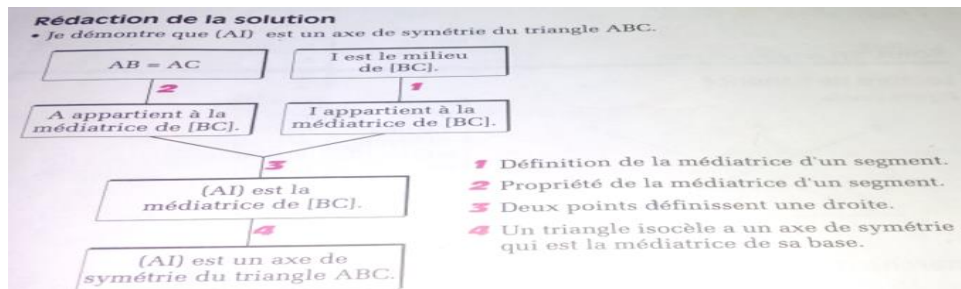 Rédaction de la solution
• Je démontre que (AI) est un axe de symétrie du triangle ABC.
AB = AC
I est le milieu
de [BC].
2
1
A appartient à la
médiatrice de [BC].
I appartient à la
médiatrice de [BC].
3
(AI) est la
médiatrice de [BC].
4
(AI) est un axe de
symétrie du triangle ABC.
1 Définition de la médiatrice d'un segment.
2 Propriété de la médiatrice d'un segment.
3 Deux points définissent une droite.
4 Un triangle isocèle a un axe de symétrie
qui est la médiatrice de sa base.